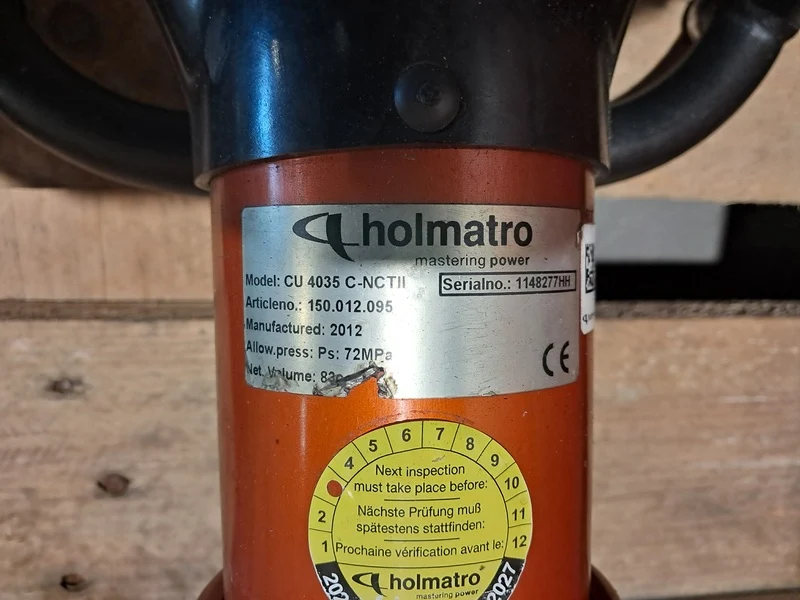 holmatro
mastering power
Model: CU 4035 C-NCTII
Serialno.: 1148277HH
Articleno.: 150.012.095
Manufactured: 2012
Allow.press: Ps: 72MPa
Net. Volume:
CE
1 2 4 5 6 7 8 9 10 11 12
Next inspection
must take place before:
Nächste Prüfung muß
spätestens stattfinden:
Prochaine vérification avant le:
holmatro
mastering power
2027